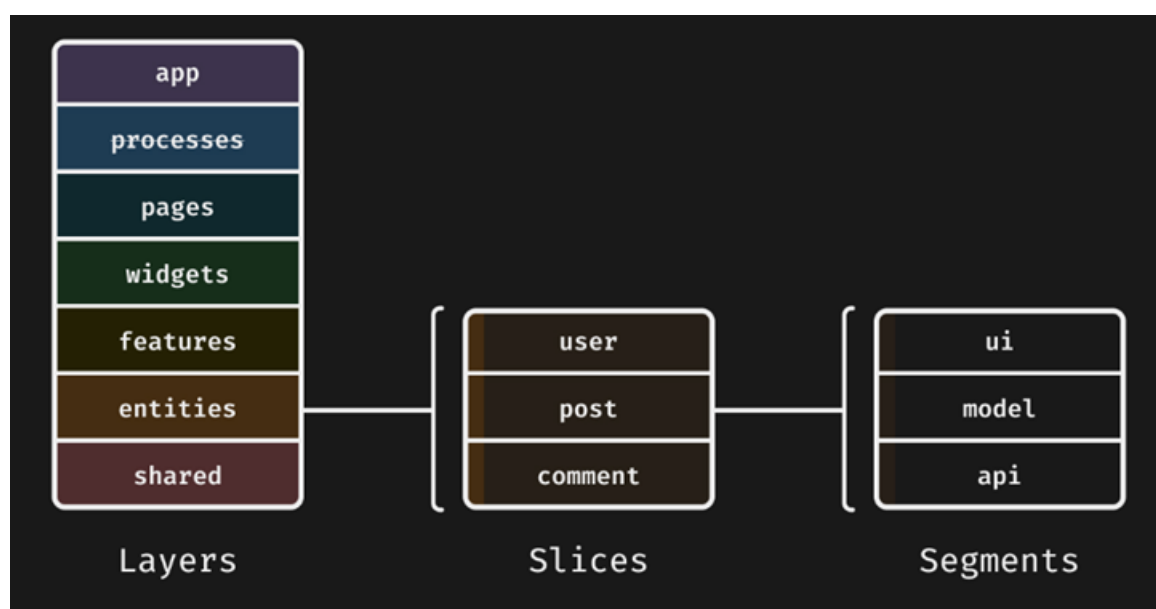 app
processes
pages
widgets
features
entities
shared
Layers
user
post
comment
Slices
ui
model
api
Segments